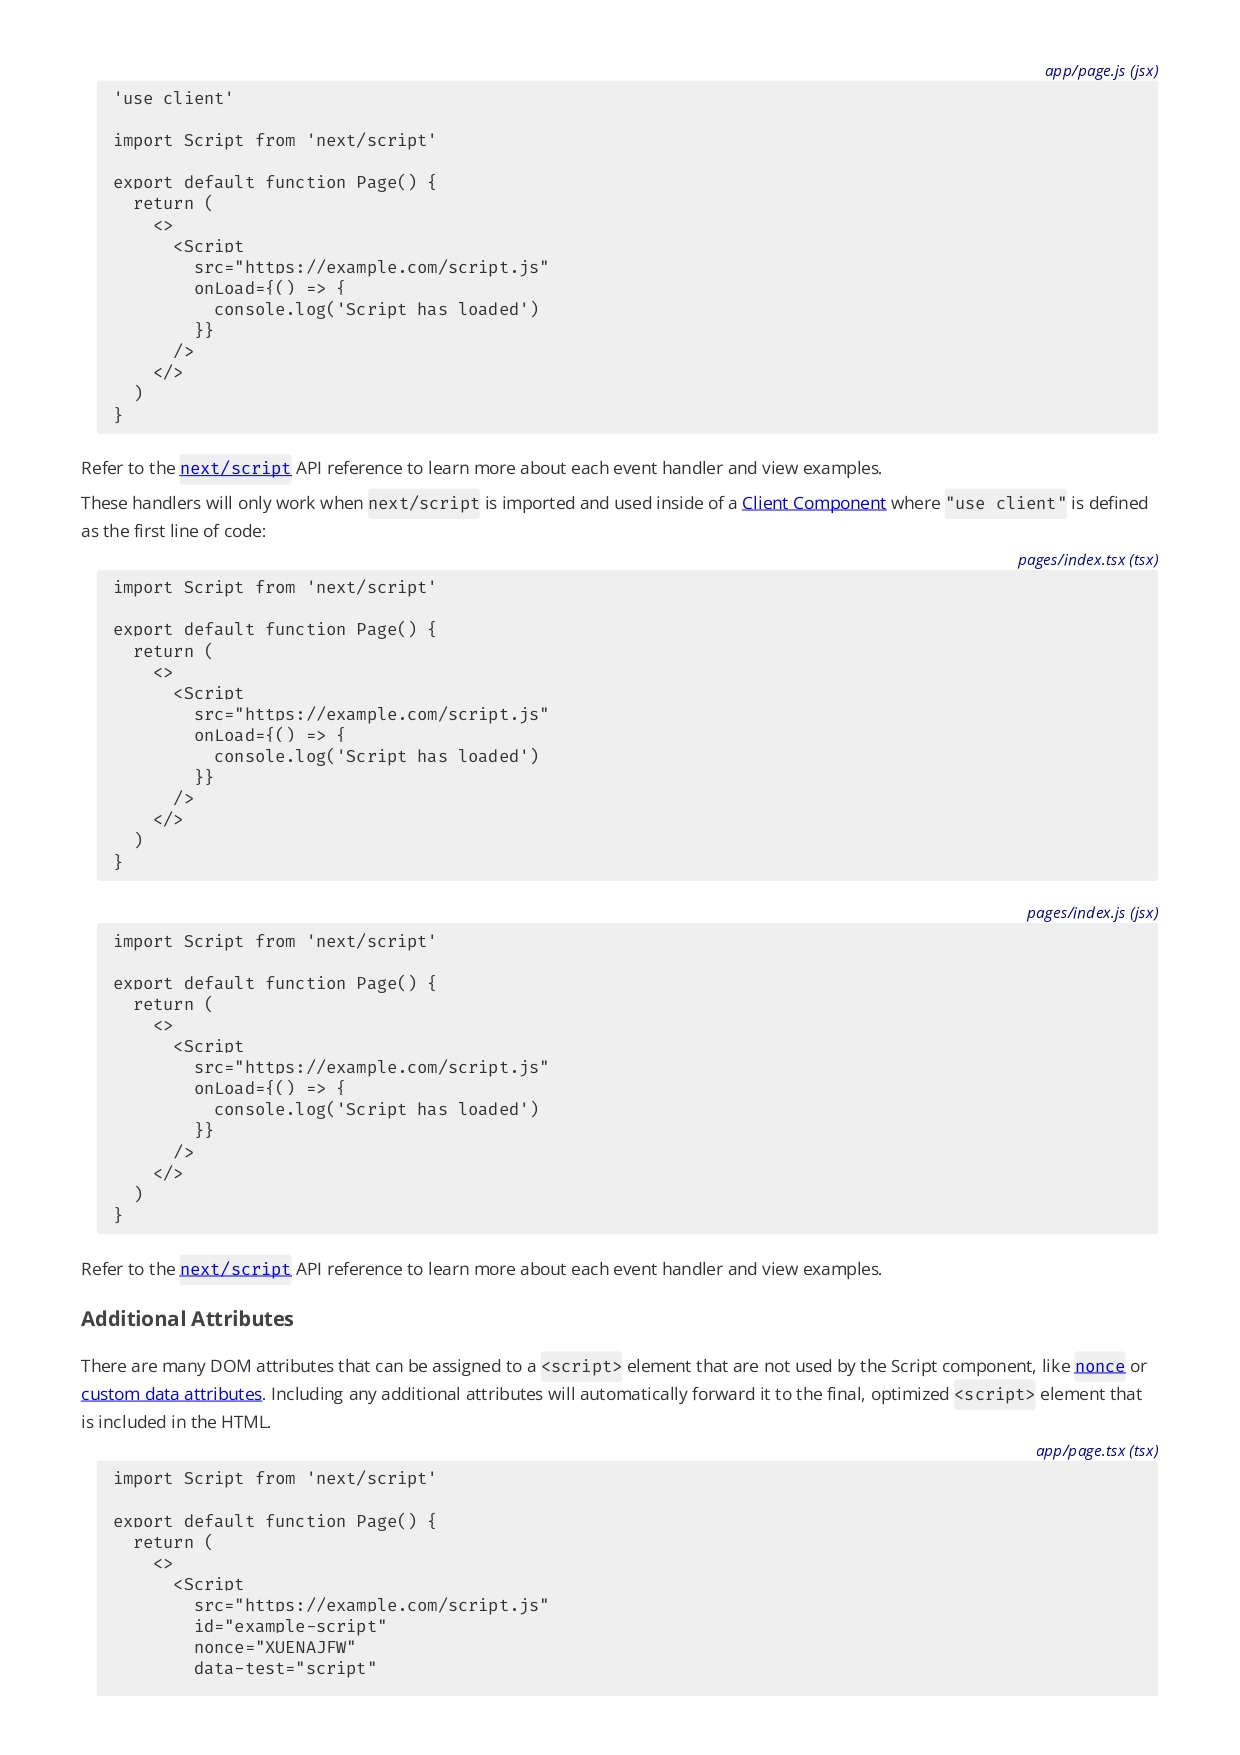 app/page.js (jsx)
'use client'

import Script from 'next/script'

export default function Page() {
  return (
    <>
      <Script
        src="https://example.com/script.js"
        onLoad={() => {
          console.log('Script has loaded')
        }}
      />
    </>
  )
}
Refer to the next/script API reference to learn more about each event handler and view examples.
These handlers will only work when next/script is imported and used inside of a Client Component where "use client" is defined
as the first line of code:
pages/index.tsx (tsx)
import Script from 'next/script'

export default function Page() {
  return (
    <>
      <Script
        src="https://example.com/script.js"
        onLoad={() => {
          console.log('Script has loaded')
        }}
      />
    </>
  )
}
pages/index.js (jsx)
import Script from 'next/script'

export default function Page() {
  return (
    <>
      <Script
        src="https://example.com/script.js"
        onLoad={() => {
          console.log('Script has loaded')
        }}
      />
    </>
  )
}
Refer to the next/script API reference to learn more about each event handler and view examples.
Additional Attributes
There are many DOM attributes that can be assigned to a <script> element that are not used by the Script component, like nonce or
custom data attributes. Including any additional attributes will automatically forward it to the final, optimized <script> element that
is included in the HTML.
app/page.tsx (tsx)
import Script from 'next/script'

export default function Page() {
  return (
    <>
      <Script
        src="https://example.com/script.js"
        id="example-script"
        nonce="XUENAJFW"
        data-test="script"